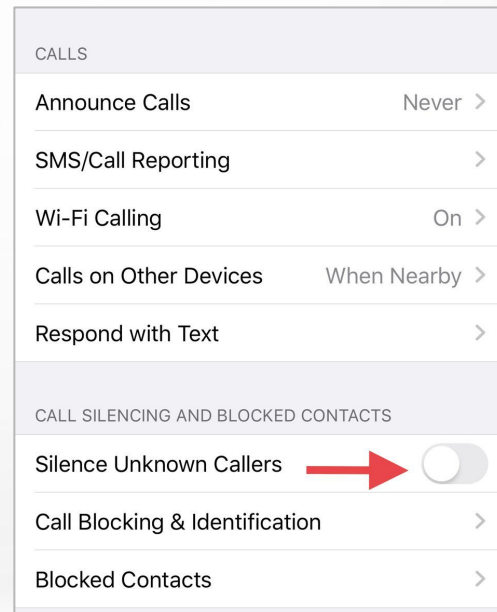 CALLS
Announce Calls Never
SMS/Call Reporting
Wi-Fi Calling On
Calls on Other Devices When Nearby
Respond with Text
CALL SILENCING AND BLOCKED CONTACTS
Silence Unknown Callers
Call Blocking & Identification
Blocked Contacts